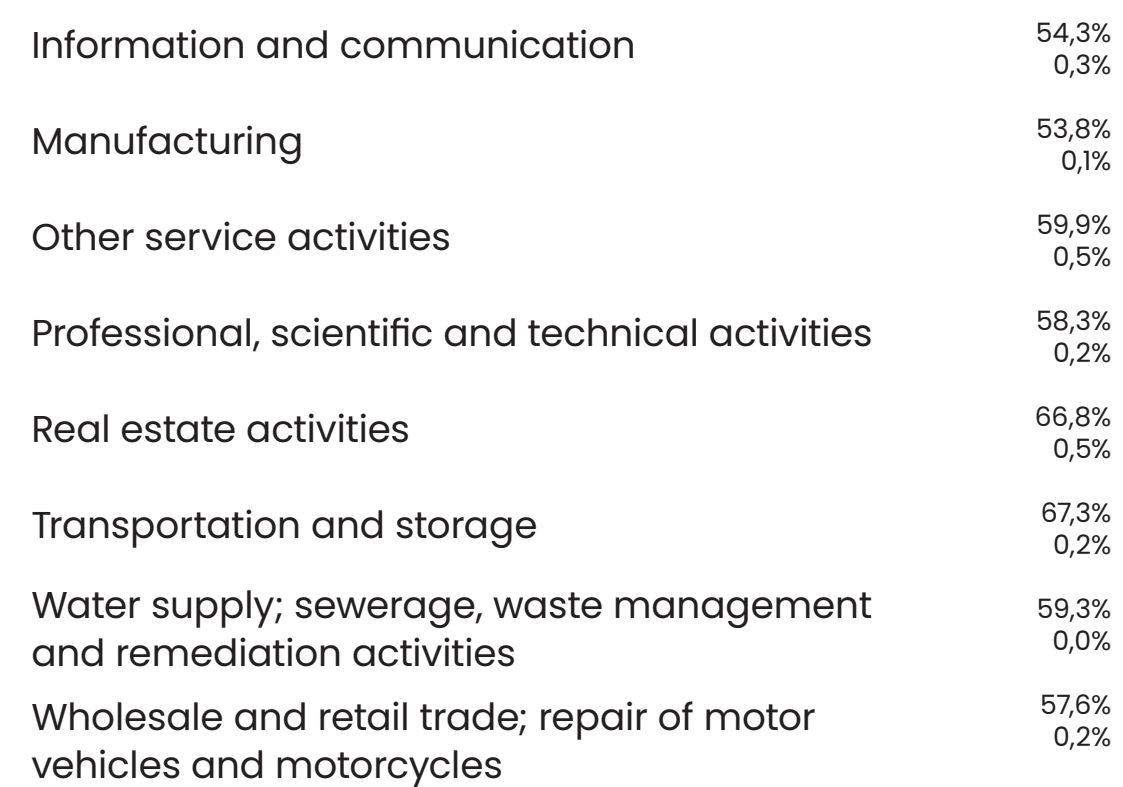 Information and communication
54,3%
0,3%
Manufacturing
53,8%
0,1%
Other service activities
59,9%
0,5%
Professional, scientific and technical activities
58,3%
0,2%
Real estate activities
66,8%
0,5%
Transportation and storage
67,3%
0,2%
Water supply; sewerage, waste management
and remediation activities
59,3%
0,0%
Wholesale and retail trade; repair of motor
vehicles and motorcycles
57,6%
0,2%